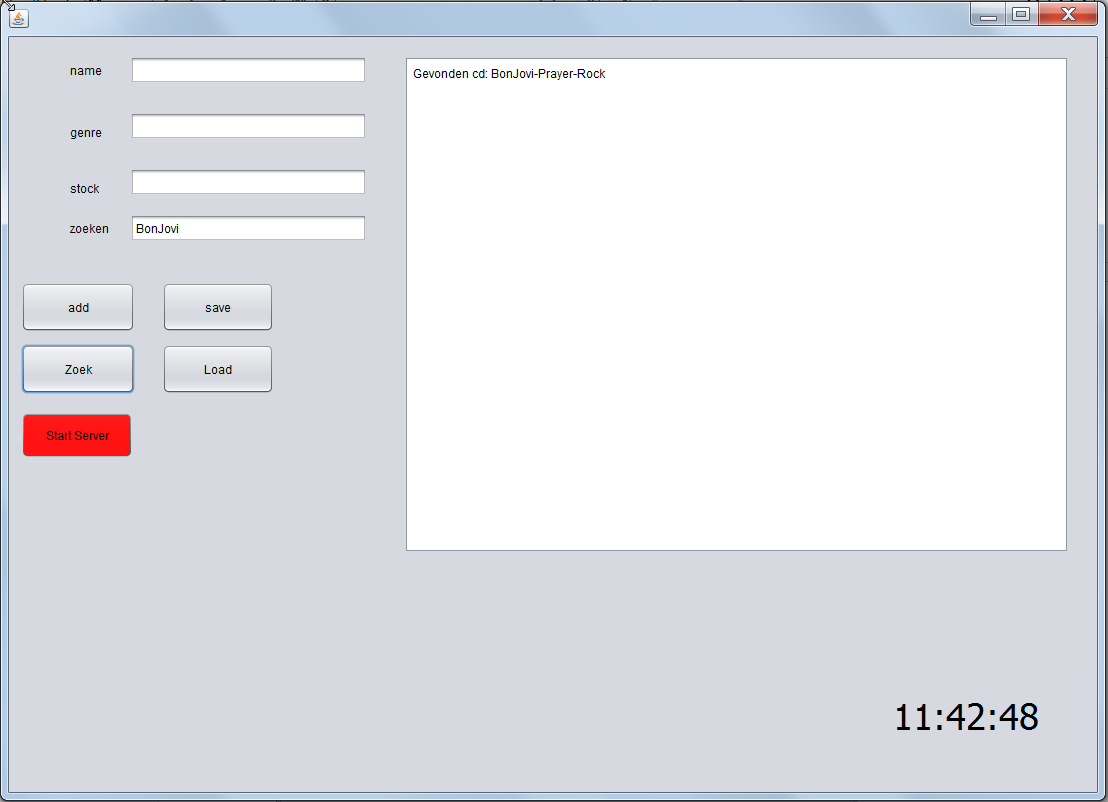 name
genre
stock
zoeken BonJovi
add save
Zoek Load
Start Server
Gevonden cd: BonJovi-Prayer-Rock
11:42:48